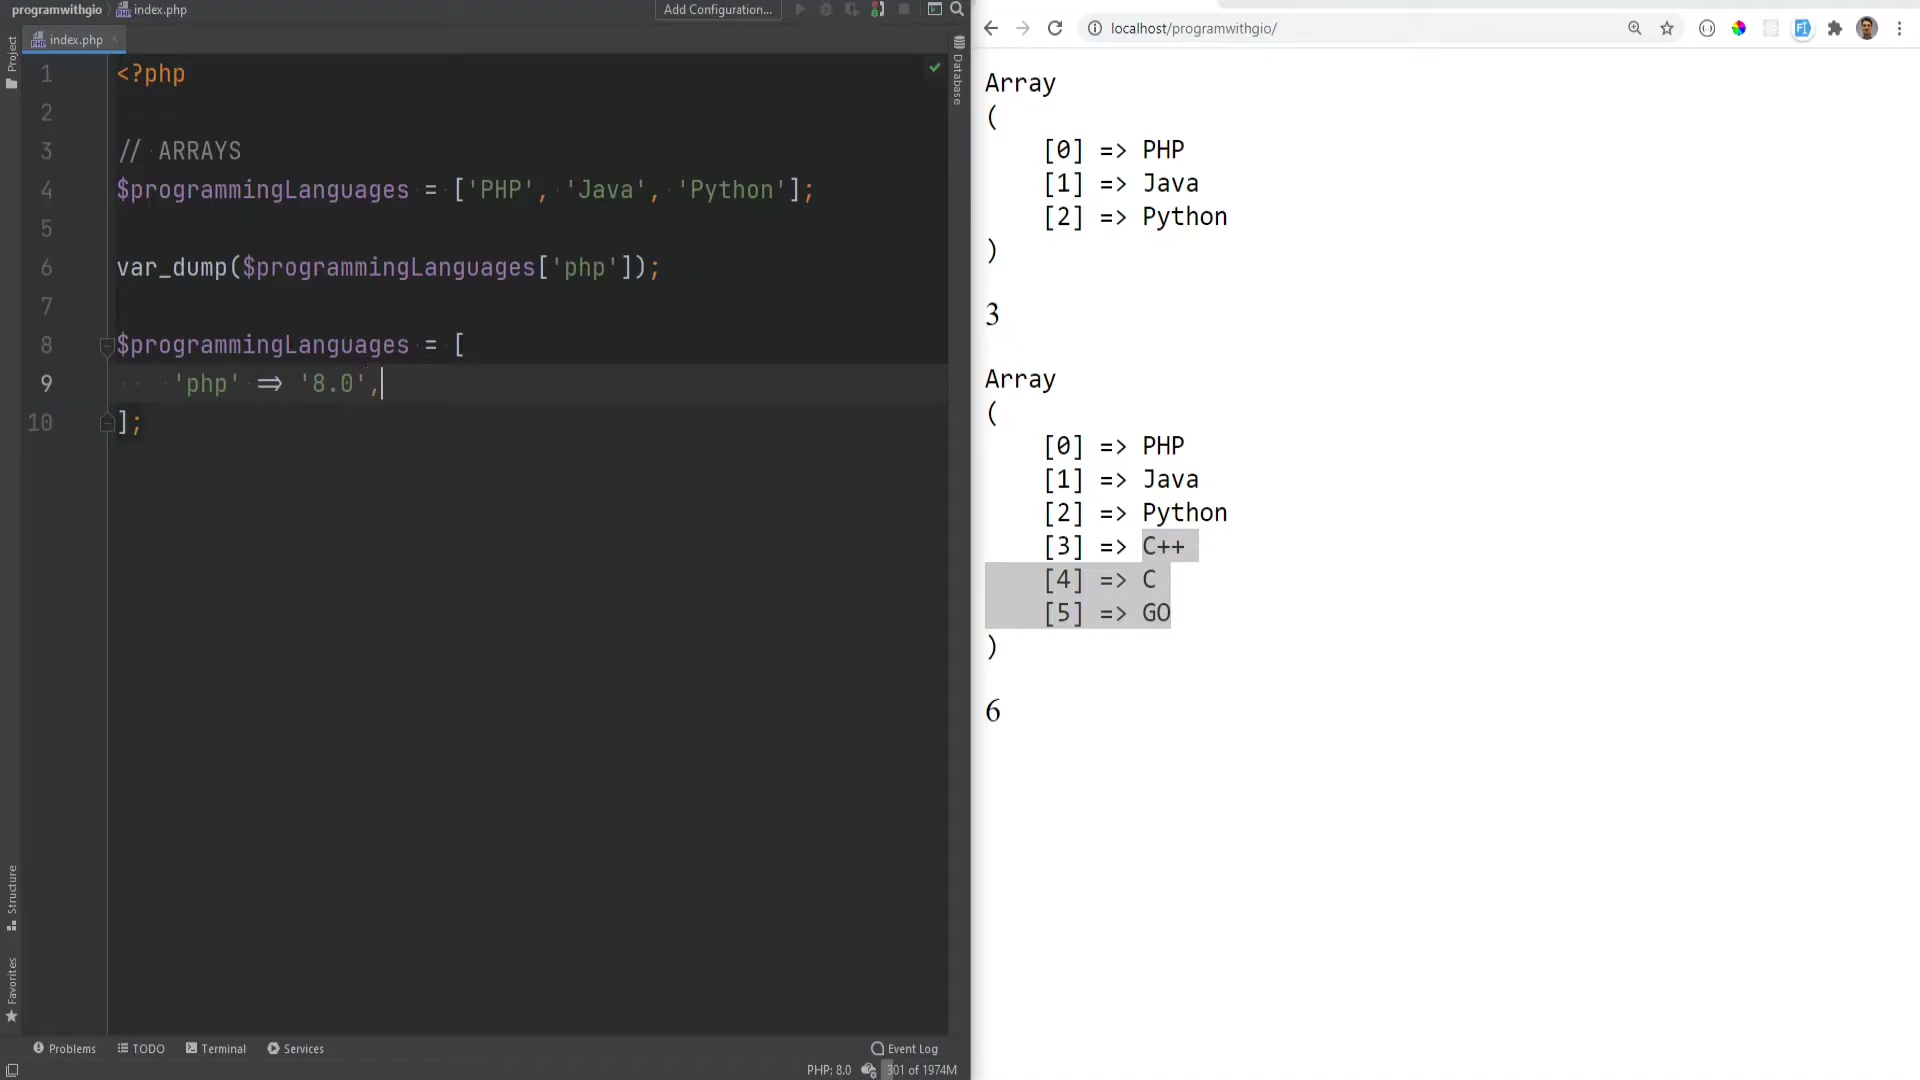 programwithgio index.php
Add Configuration...
index.php
Project
Database
1 <?php
2
3 // ARRAYS
4 $programmingLanguages = ['PHP', 'Java', 'Python'];
5
6 var_dump($programmingLanguages['php']);
7
8 $programmingLanguages = [
9 'php' => '8.0',
10 ];
Structure
Favorites
Problems TODO Terminal Services Event Log
PHP: 8.0 301 of 1974M
localhost/programwithgio/
Array
(
[0] => PHP
[1] => Java
[2] => Python
)
3
Array
(
[0] => PHP
[1] => Java
[2] => Python
[3] => C++
[4] => C
[5] => GO
)
6